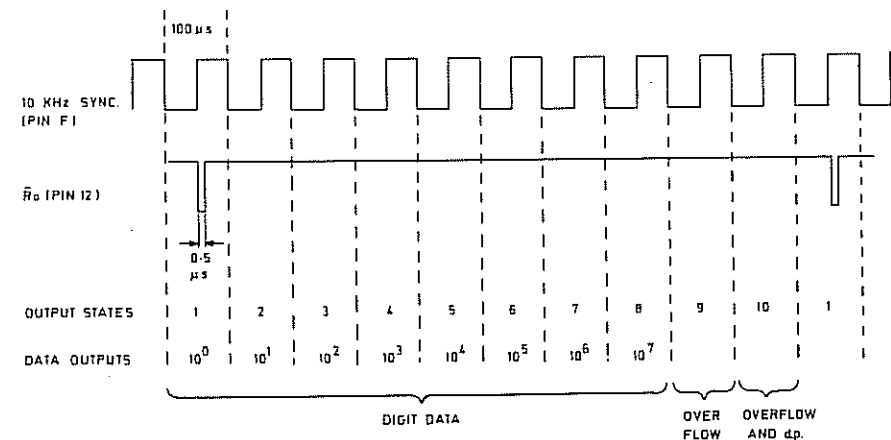 100 µs
10 KHz SYNC.
(PIN F)
R̄o (PIN 12)
0·5
µs
OUTPUT STATES 1 2 3 4 5 6 7 8 9 10 1
DATA OUTPUTS 10⁰ 10¹ 10² 10³ 10⁴ 10⁵ 10⁶ 10⁷
DIGIT DATA OVER FLOW OVERFLOW AND d.p.